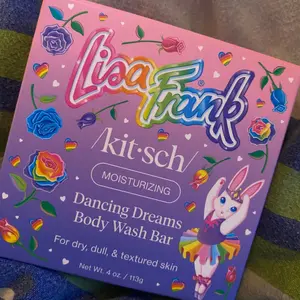 Lisa
Frank®
/kit·sch/
MOISTURIZING
Dancing Dreams
Body Wash Bar
For dry, dull, & textured skin
Net Wt. 4 oz. / 113g